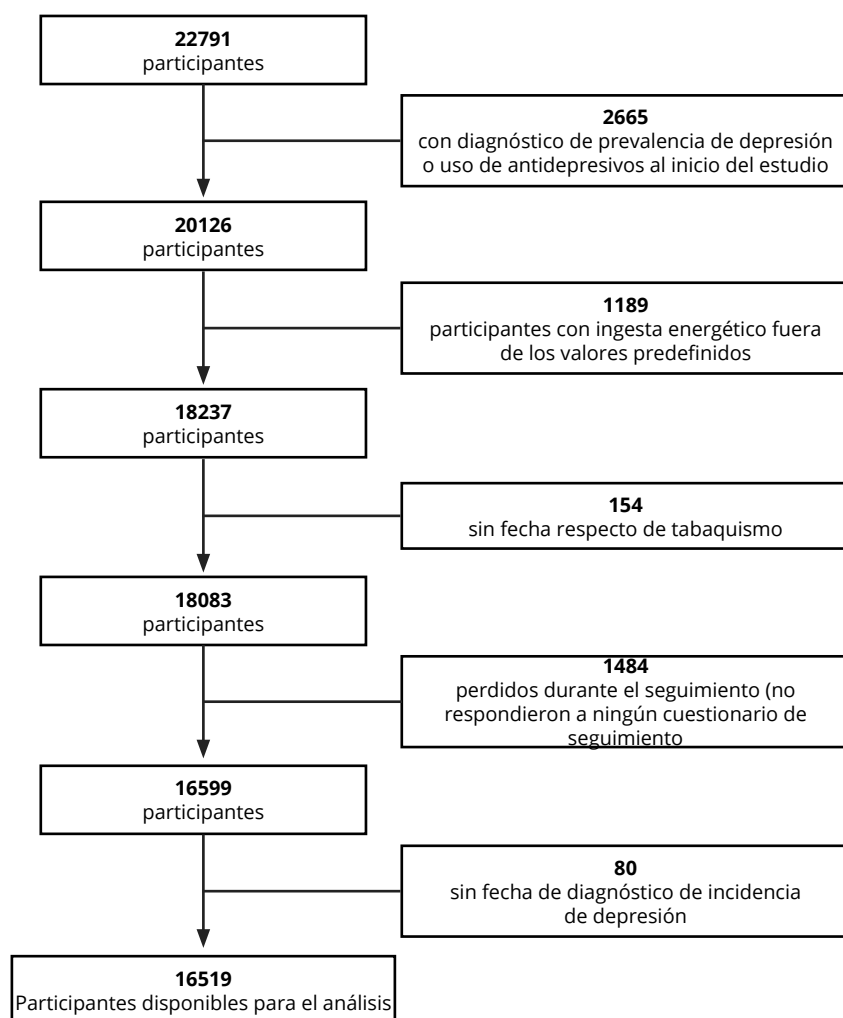 22791
participantes
2665
con diagnóstico de prevalencia de depresión
o uso de antidepresivos al inicio del estudio
20126
participantes
1189
participantes con ingesta energético fuera
de los valores predefinidos
18237
participantes
154
sin fecha respecto de tabaquismo
18083
participantes
1484
perdidos durante el seguimiento (no
respondieron a ningún cuestionario de
seguimiento
16599
participantes
80
sin fecha de diagnóstico de incidencia
de depresión
16519
Participantes disponibles para el análisis